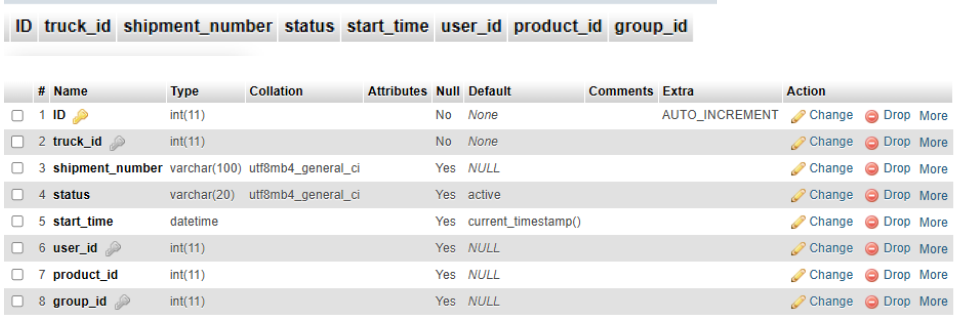 ID truck_id shipment_number status start_time user_id product_id group_id
# Name Type Collation Attributes Null Default Comments Extra Action
1 ID int(11) No None AUTO_INCREMENT Change Drop More
2 truck_id int(11) No None Change Drop More
3 shipment_number varchar(100) utf8mb4_general_ci Yes NULL Change Drop More
4 status varchar(20) utf8mb4_general_ci Yes active Change Drop More
5 start_time datetime Yes current_timestamp() Change Drop More
6 user_id int(11) Yes NULL Change Drop More
7 product_id int(11) Yes NULL Change Drop More
8 group_id int(11) Yes NULL Change Drop More